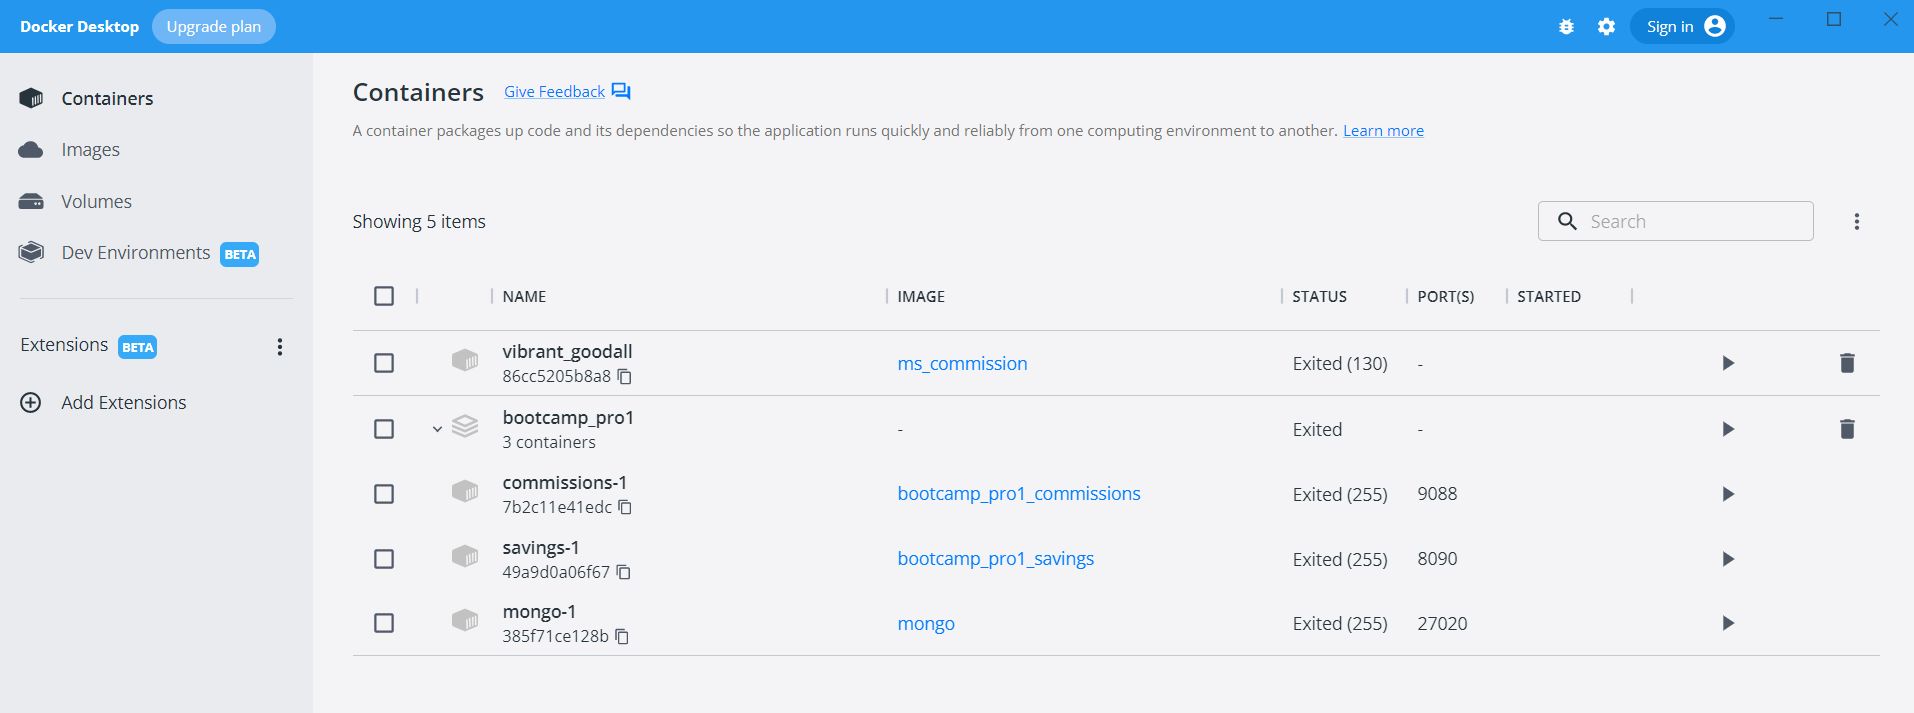 Docker Desktop Upgrade plan Sign in
Containers
Images
Volumes
Dev Environments BETA
Extensions BETA
Add Extensions
Containers Give Feedback
A container packages up code and its dependencies so the application runs quickly and reliably from one computing environment to another. Learn more
Showing 5 items Search
NAME IMAGE STATUS PORT(S) STARTED
vibrant_goodall
86cc5205b8a8 ms_commission Exited (130) -
bootcamp_pro1
3 containers - Exited -
commissions-1
7b2c11e41edc bootcamp_pro1_commissions Exited (255) 9088
savings-1
49a9d0a06f67 bootcamp_pro1_savings Exited (255) 8090
mongo-1
385f71ce128b mongo Exited (255) 27020